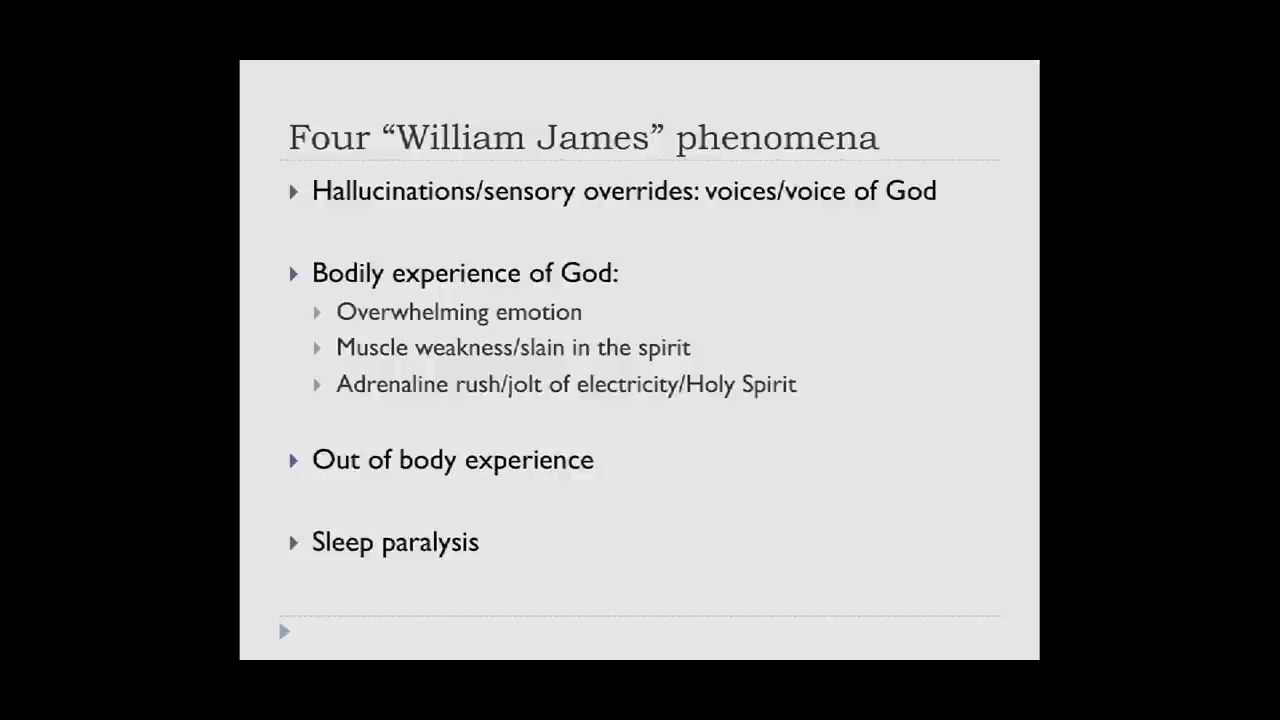 Four “William James” phenomena
Hallucinations/sensory overrides: voices/voice of God
Bodily experience of God:
Overwhelming emotion
Muscle weakness/slain in the spirit
Adrenaline rush/jolt of electricity/Holy Spirit
Out of body experience
Sleep paralysis